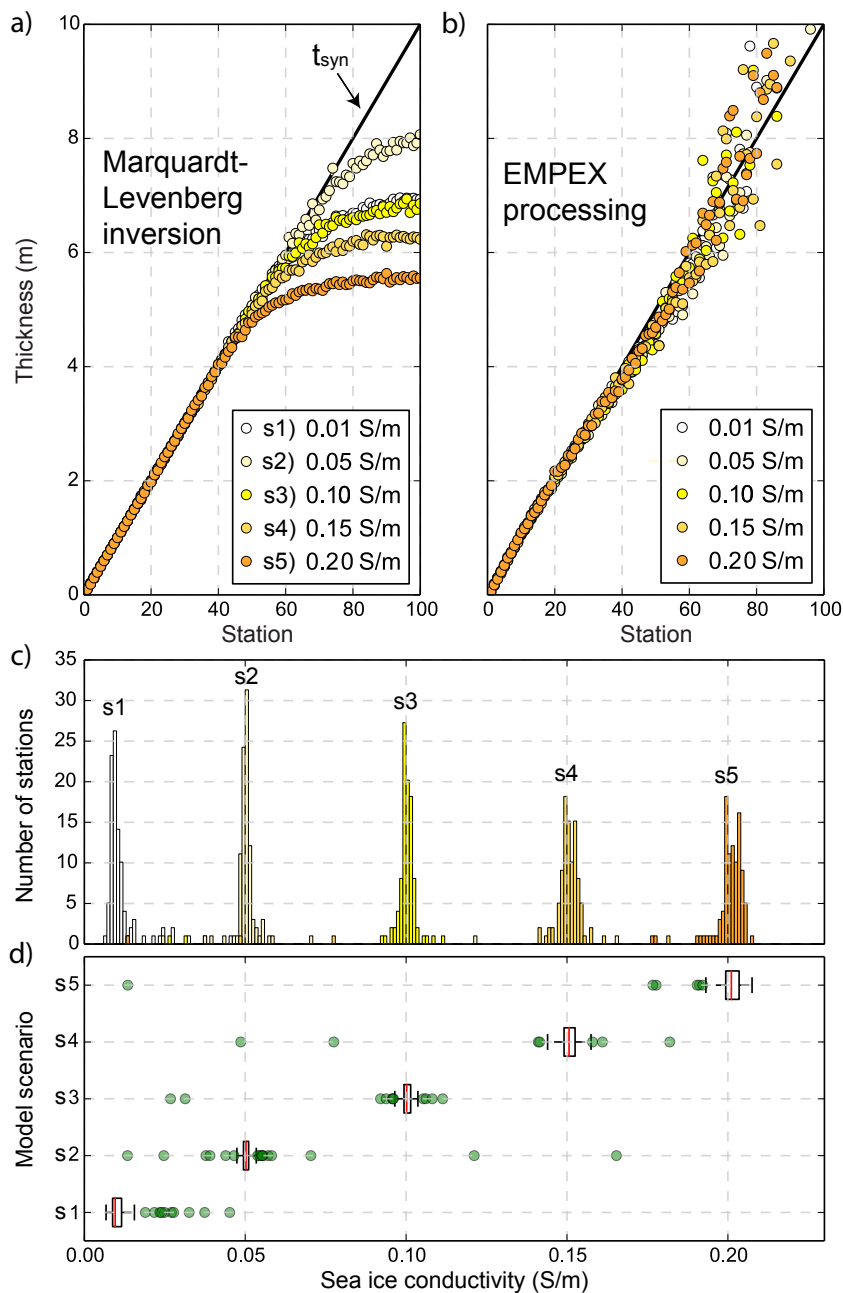 a)
b)
10
8
6
4
2
0
Thickness (m)
t_syn
Marquardt-
Levenberg
inversion
s1) 0.01 S/m
s2) 0.05 S/m
s3) 0.10 S/m
s4) 0.15 S/m
s5) 0.20 S/m
0 20 40 60 80 100
Station
EMPEX
processing
0.01 S/m
0.05 S/m
0.10 S/m
0.15 S/m
0.20 S/m
0 20 40 60 80 100
Station
c)
35
30
25
20
15
10
5
0
Number of stations
s1
s2
s3
s4
s5
d)
s5
s4
s3
s2
s1
Model scenario
0.00 0.05 0.10 0.15 0.20
Sea ice conductivity (S/m)